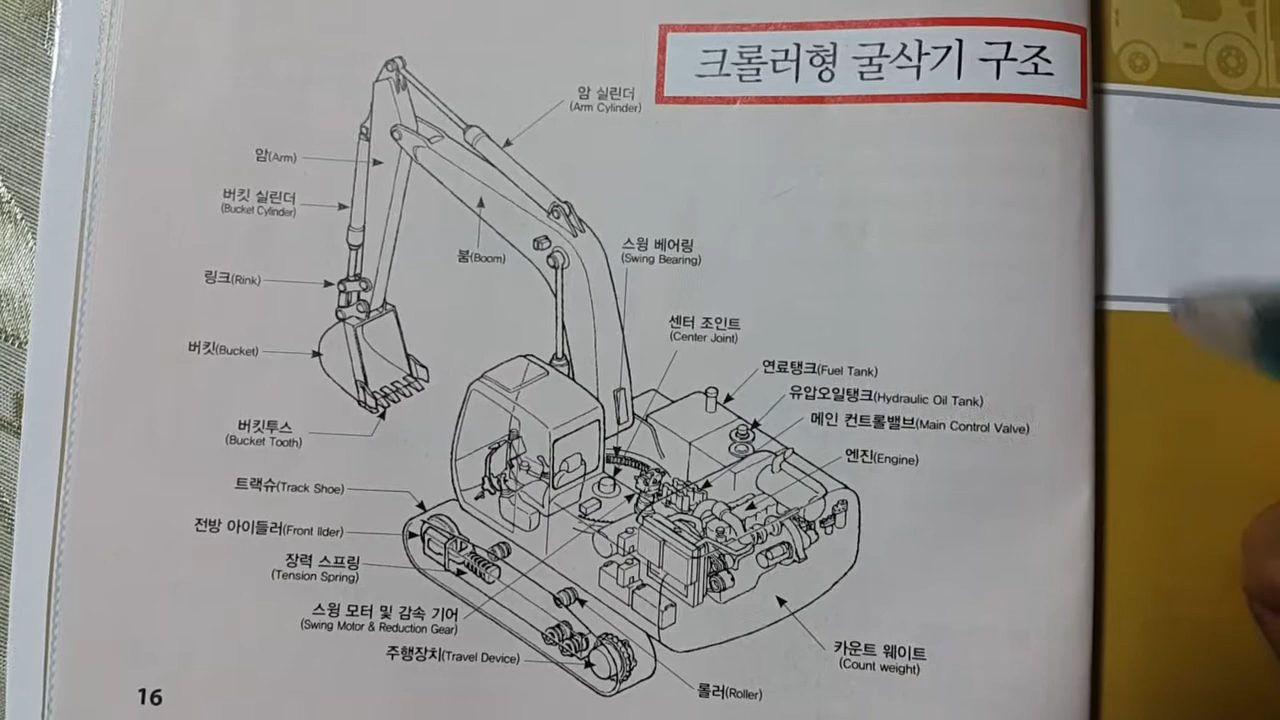 크롤러형 굴삭기 구조
암 실린더
(Arm Cylinder)
암(Arm)
버킷 실린더
(Bucket Cylinder)
붐(Boom)
스윙 베어링
(Swing Bearing)
링크(Rink)
센터 조인트
(Center Joint)
버킷(Bucket)
연료탱크(Fuel Tank)
유압오일탱크(Hydraulic Oil Tank)
메인 컨트롤밸브(Main Control Valve)
버킷투스
(Bucket Tooth)
엔진(Engine)
트랙슈(Track Shoe)
전방 아이들러(Front Ilder)
장력 스프링
(Tension Spring)
스윙 모터 및 감속 기어
(Swing Motor & Reduction Gear)
주행장치(Travel Device)
카운트 웨이트
(Count weight)
롤러(Roller)
16